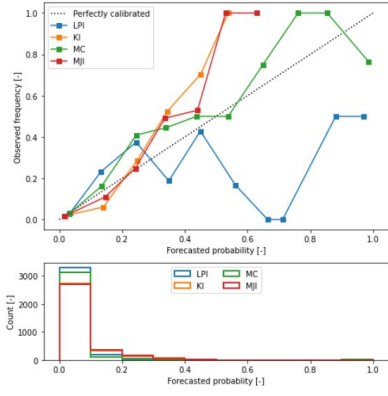 1.0
0.8
0.6
0.4
0.2
0.0
Observed frequency [-]
Perfectly calibrated
LPI
KI
MC
MJI
0.0 0.2 0.4 0.6 0.8 1.0
Forecasted probability [-]
3000
2000
1000
0
Count [-]
LPI MC
KI MJI
0.0 0.2 0.4 0.6 0.8 1.0
Forecasted probability [-]